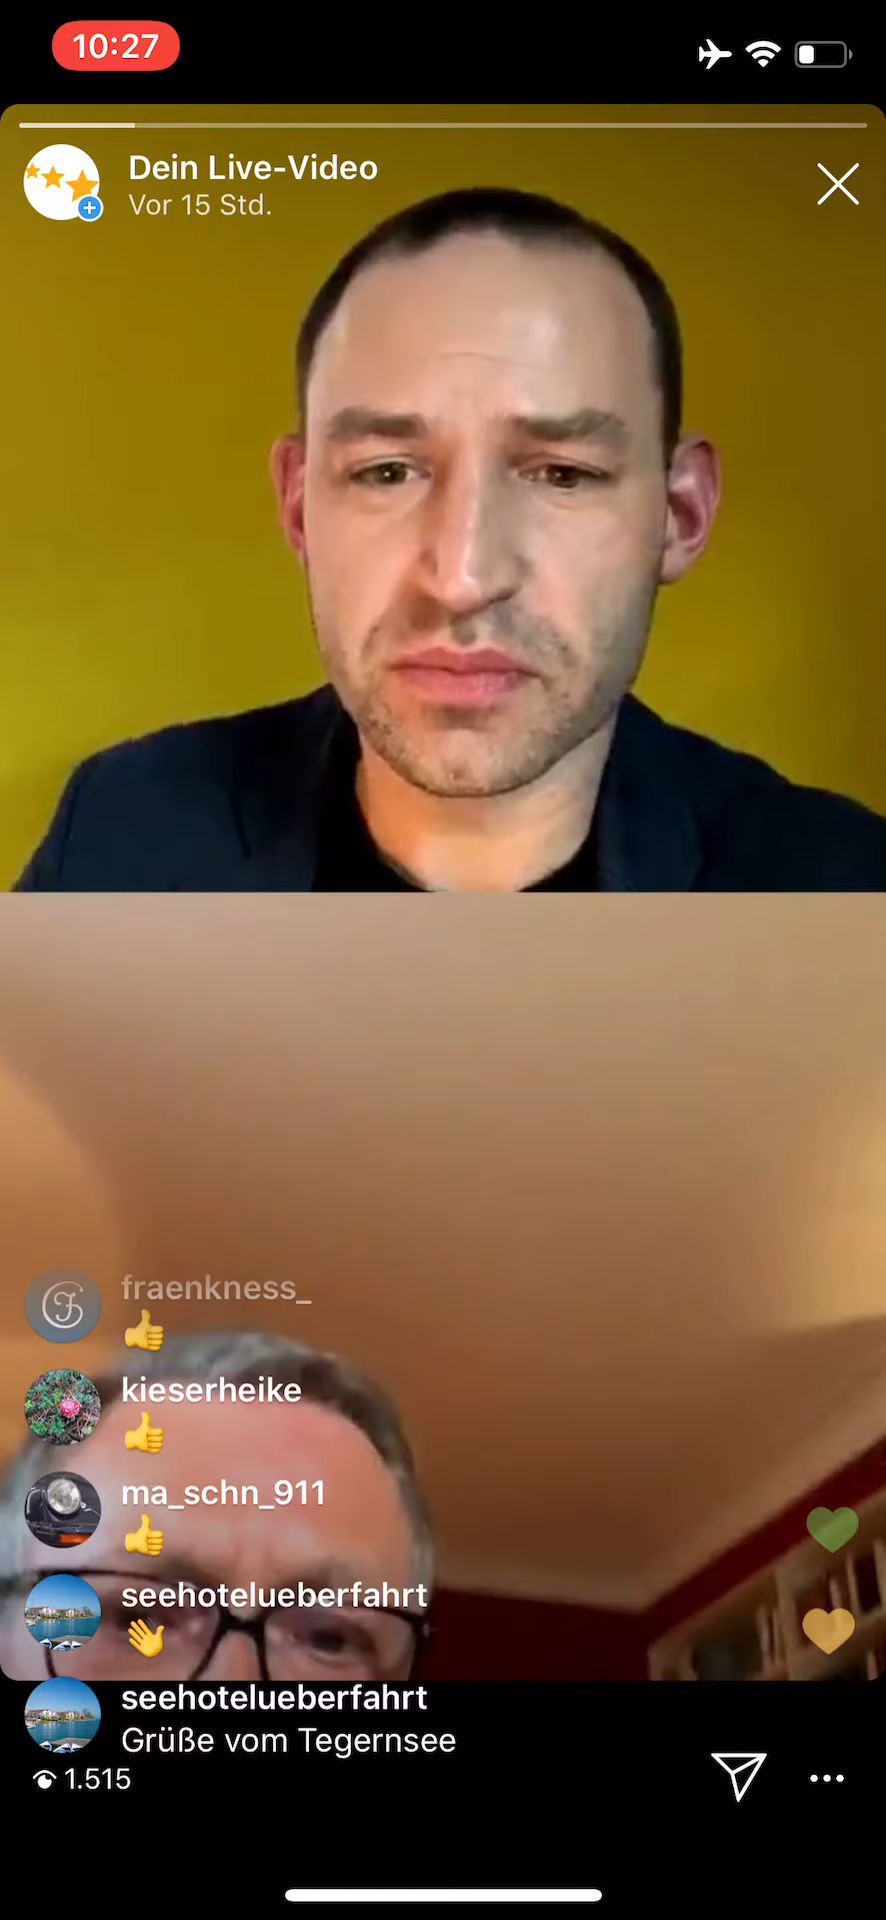 10:27
Dein Live-Video
Vor 15 Std.
fraenkness_
👍
kieserheike
👍
ma_schn_911
👍
seehotelueberfahrt
👋
seehotelueberfahrt
Grüße vom Tegernsee
1.515